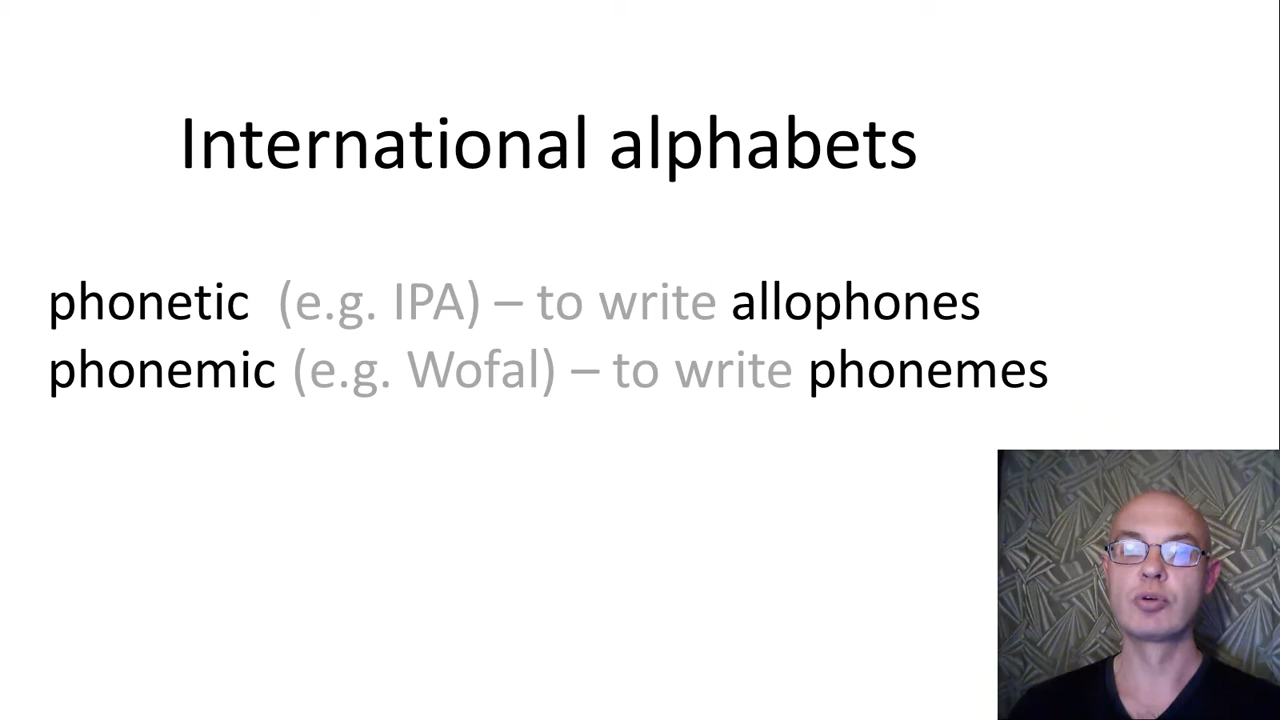 International alphabets
phonetic (e.g. IPA) – to write allophones
phonemic (e.g. Wofal) – to write phonemes